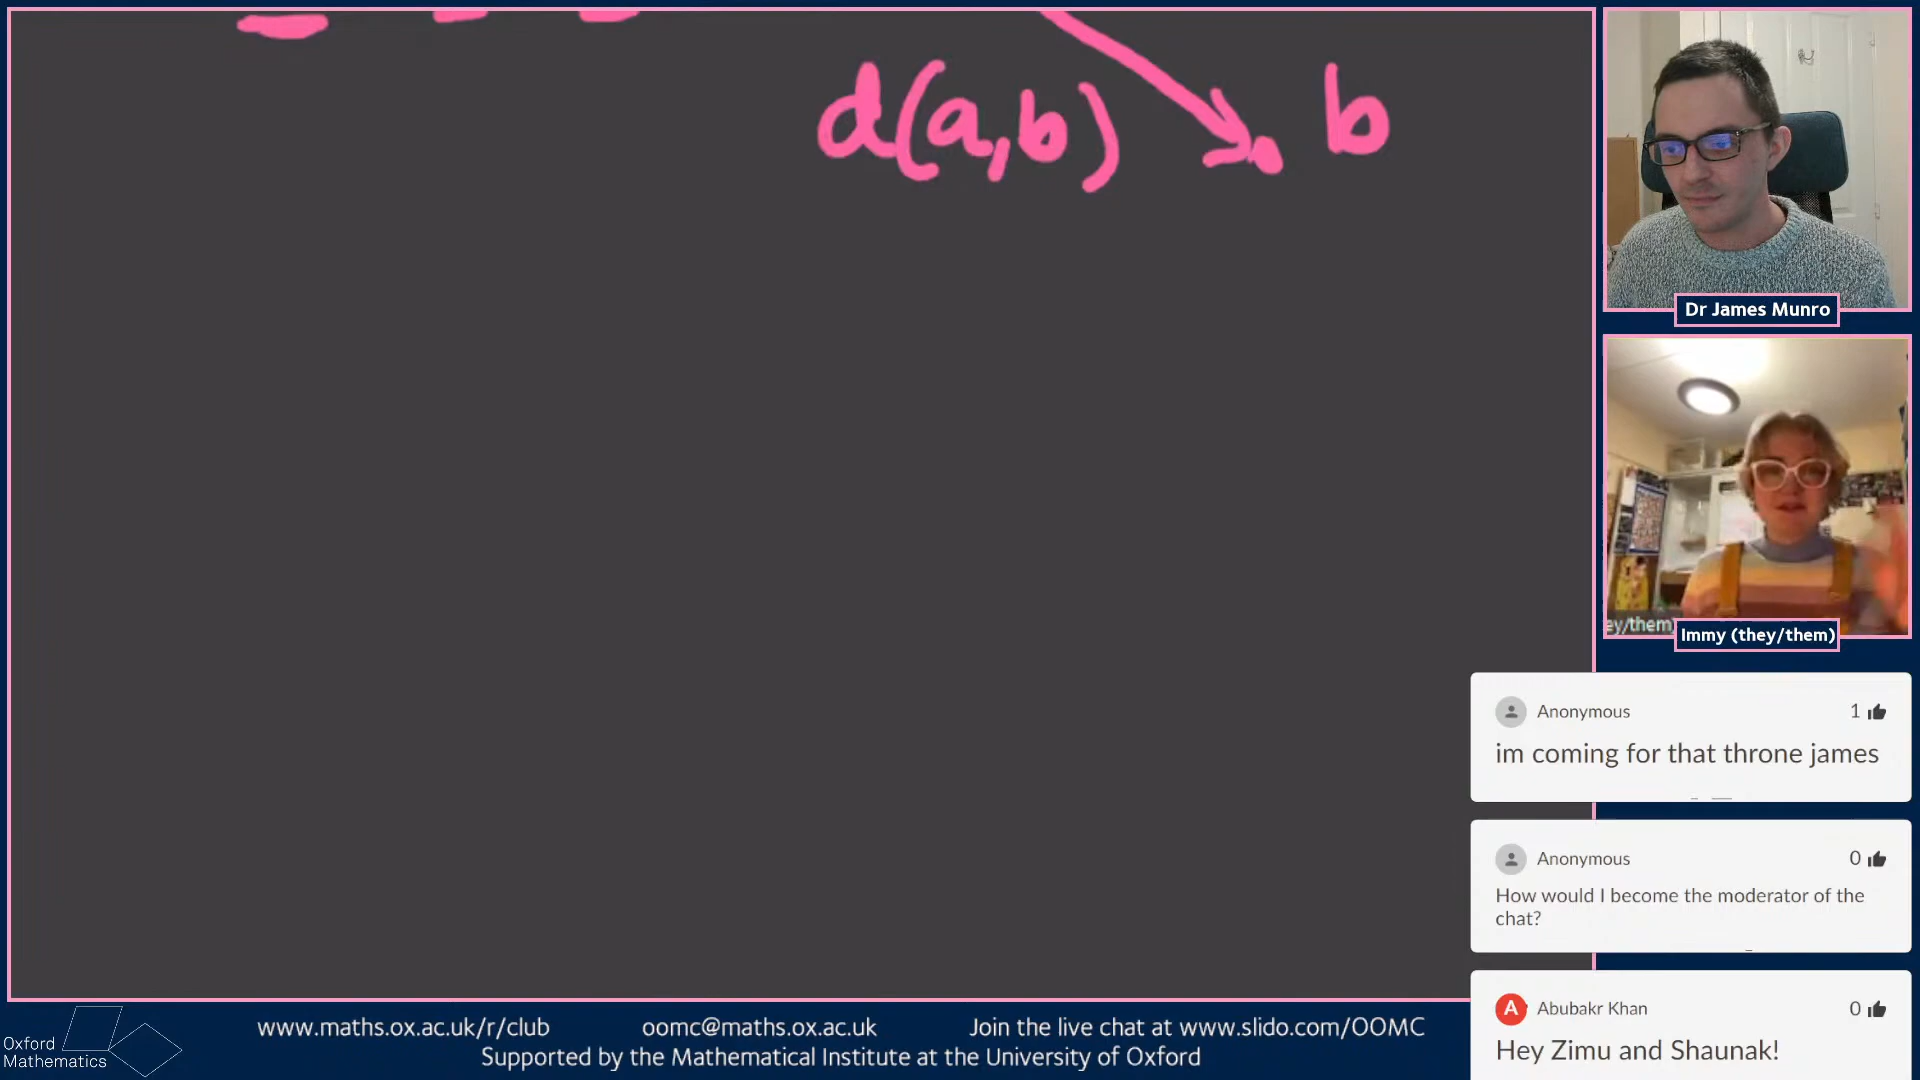 d(a,b)
b
Dr James Munro
ey/them)
Immy (they/them)
Anonymous
1
im coming for that throne james
Anonymous
0
How would I become the moderator of the
chat?
A
Abubakr Khan
0
Hey Zimu and Shaunak!
Oxford
Mathematics
www.maths.ox.ac.uk/r/club
oomc@maths.ox.ac.uk
Join the live chat at www.slido.com/OOMC
Supported by the Mathematical Institute at the University of Oxford